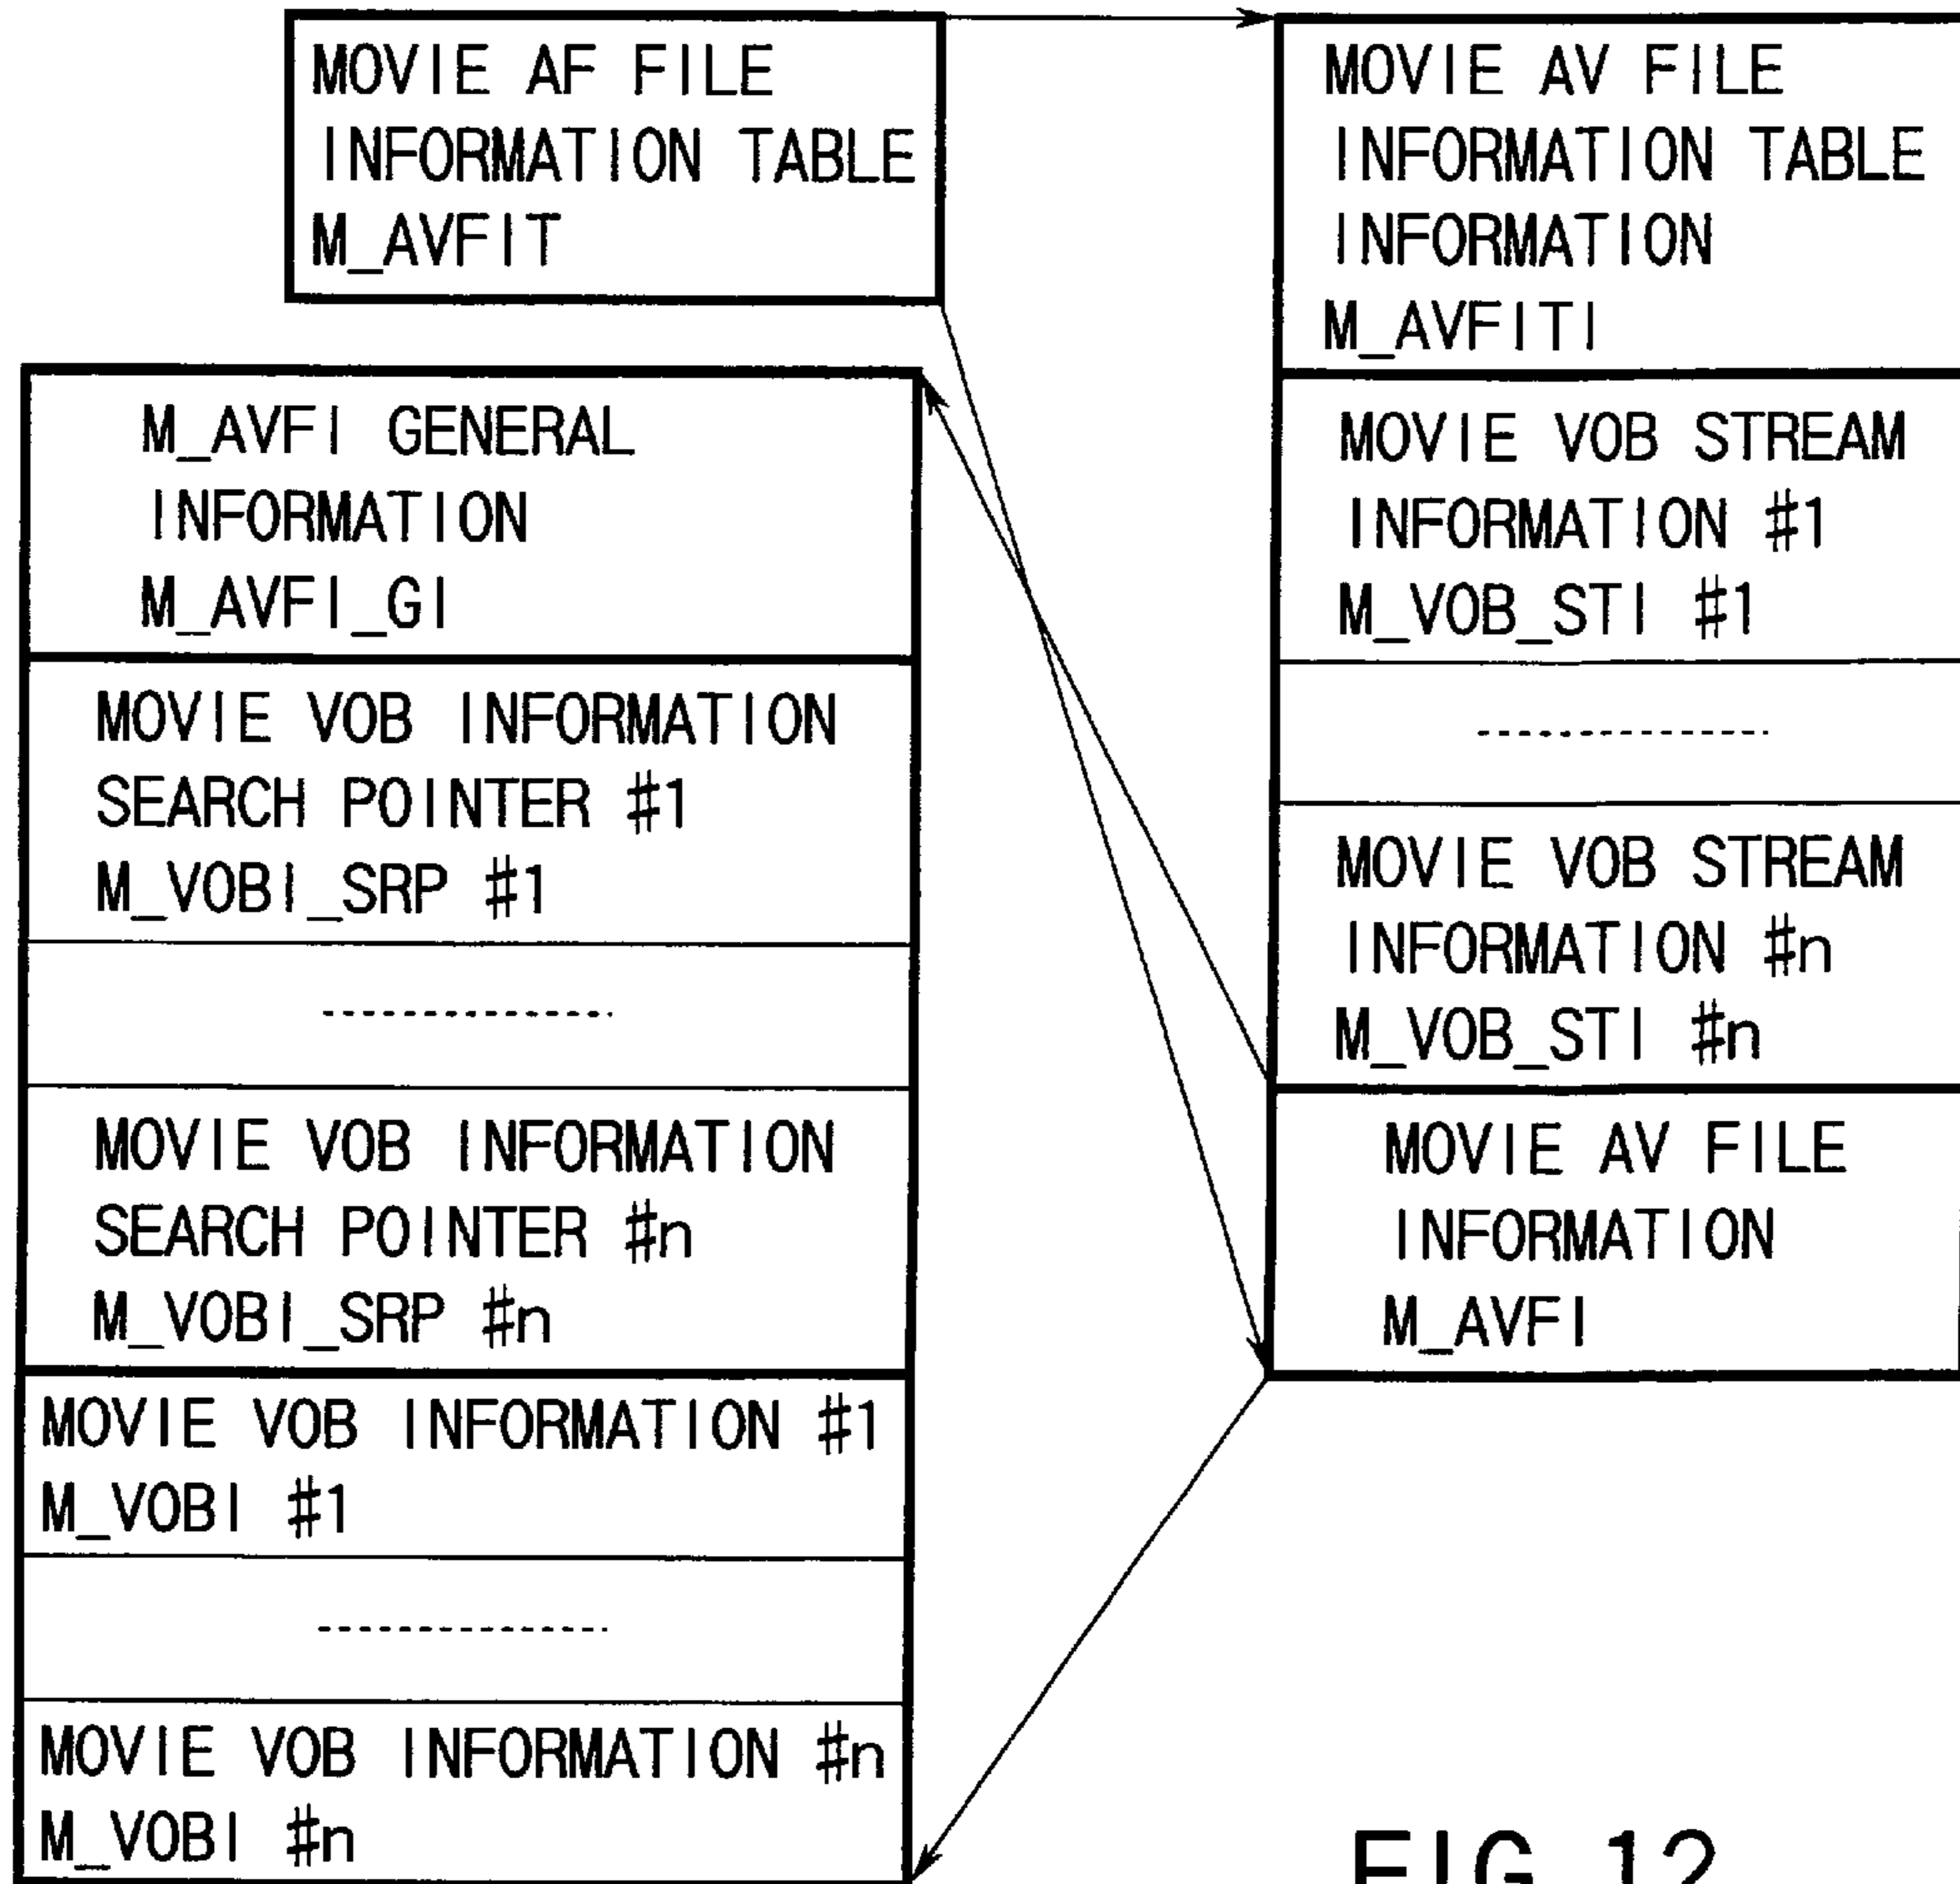 MOVIE AF FILE
INFORMATION TABLE
M_AVFIT
MOVIE AV FILE
INFORMATION TABLE
INFORMATION
M_AVFITI
MOVIE VOB STREAM
INFORMATION #1
M_VOB_STI #1
MOVIE VOB STREAM
INFORMATION #n
M_VOB_STI #n
MOVIE AV FILE
INFORMATION
M_AVFI
M_AVFI GENERAL
INFORMATION
M_AVFI_GI
MOVIE VOB INFORMATION
SEARCH POINTER #1
M_VOBI_SRP #1
MOVIE VOB INFORMATION
SEARCH POINTER #n
M_VOBI_SRP #n
MOVIE VOB INFORMATION #1
M_VOBI #1
MOVIE VOB INFORMATION #n
M_VOBI #n
FIG. 12